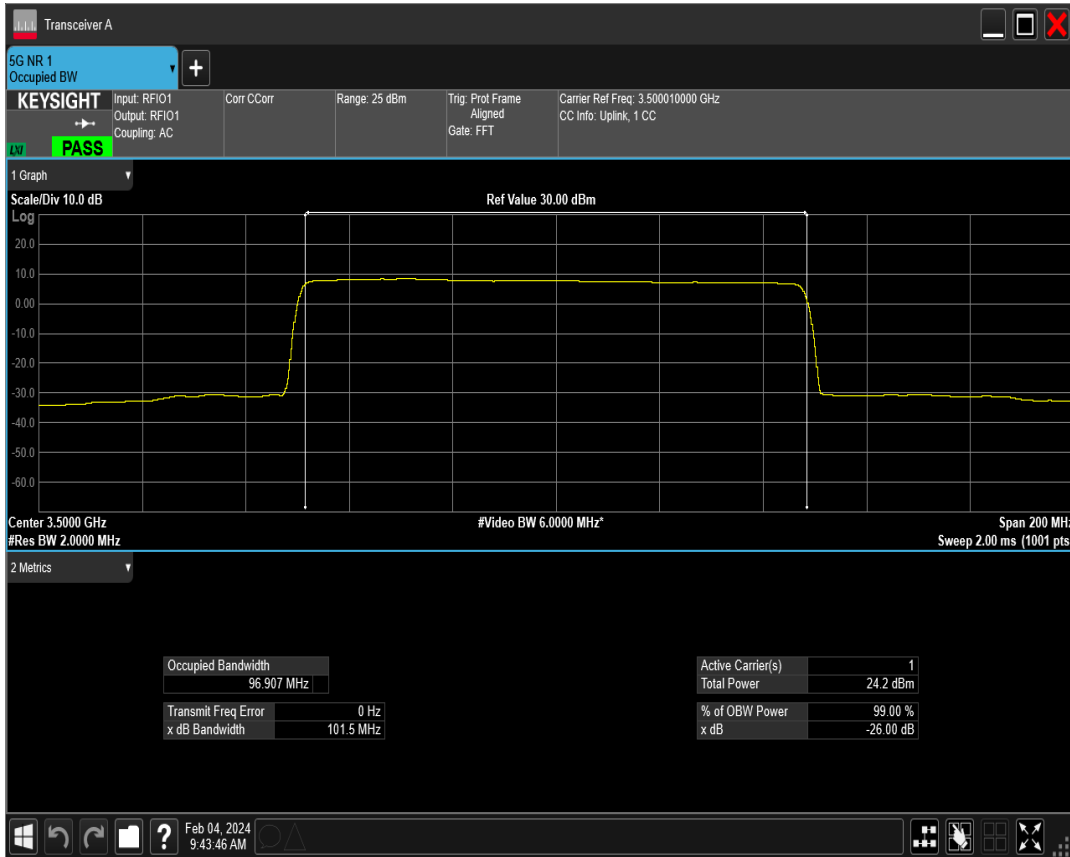 Transceiver A
5G NR 1
Occupied BW
+
KEYSIGHT
LXI
PASS
Input: RFIO1
Output: RFIO1
Coupling: AC
Corr CCorr
Range: 25 dBm
Trig: Prot Frame
Aligned
Gate: FFT
Carrier Ref Freq: 3.500010000 GHz
CC Info: Uplink, 1 CC
1 Graph
Scale/Div 10.0 dB
Ref Value 30.00 dBm
Log
20.0
10.0
0.00
-10.0
-20.0
-30.0
-40.0
-50.0
-60.0
Center 3.5000 GHz
#Video BW 6.0000 MHz*
Span 200 MHz
#Res BW 2.0000 MHz
Sweep 2.00 ms (1001 pts
2 Metrics
Occupied Bandwidth
96.907 MHz
Transmit Freq Error 0 Hz
x dB Bandwidth 101.5 MHz
Active Carrier(s) 1
Total Power 24.2 dBm
% of OBW Power 99.00 %
x dB -26.00 dB
?
Feb 04, 2024
9:43:46 AM